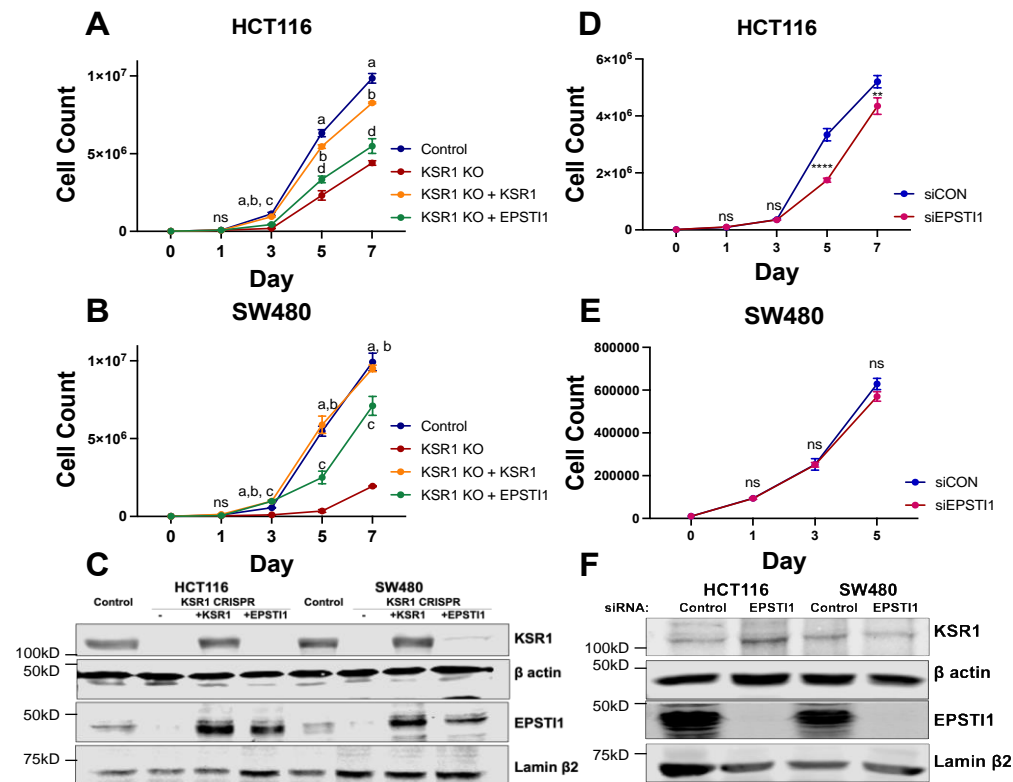 A
HCT116
Cell Count
1×10⁷
5×10⁶
0
0 1 3 5 7
Day
ns
a,b, c
a
b
d
a
b
d
Control
KSR1 KO
KSR1 KO + KSR1
KSR1 KO + EPSTI1
B
SW480
Cell Count
1×10⁷
5×10⁶
0
0 1 3 5 7
Day
ns
a,b, c
a,b
c
a, b
c
Control
KSR1 KO
KSR1 KO + KSR1
KSR1 KO + EPSTI1
C
HCT116 SW480
Control KSR1 CRISPR Control KSR1 CRISPR
- +KSR1 +EPSTI1 - +KSR1 +EPSTI1
100kD KSR1
50kD β actin
50kD EPSTI1
75kD Lamin β2
D
HCT116
Cell Count
6×10⁶
4×10⁶
2×10⁶
0
0 1 3 5 7
Day
ns
ns
****
**
siCON
siEPSTI1
E
SW480
Cell Count
800000
600000
400000
200000
0
0 1 3 5
Day
ns
ns
ns
siCON
siEPSTI1
F
HCT116 SW480
siRNA: Control EPSTI1 Control EPSTI1
100kD KSR1
50kD β actin
50kD EPSTI1
75kD Lamin β2